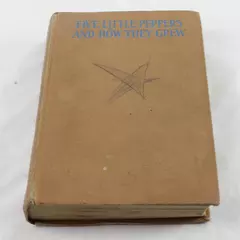 FIVE LITTLE PEPPERS
AND HOW THEY GREW